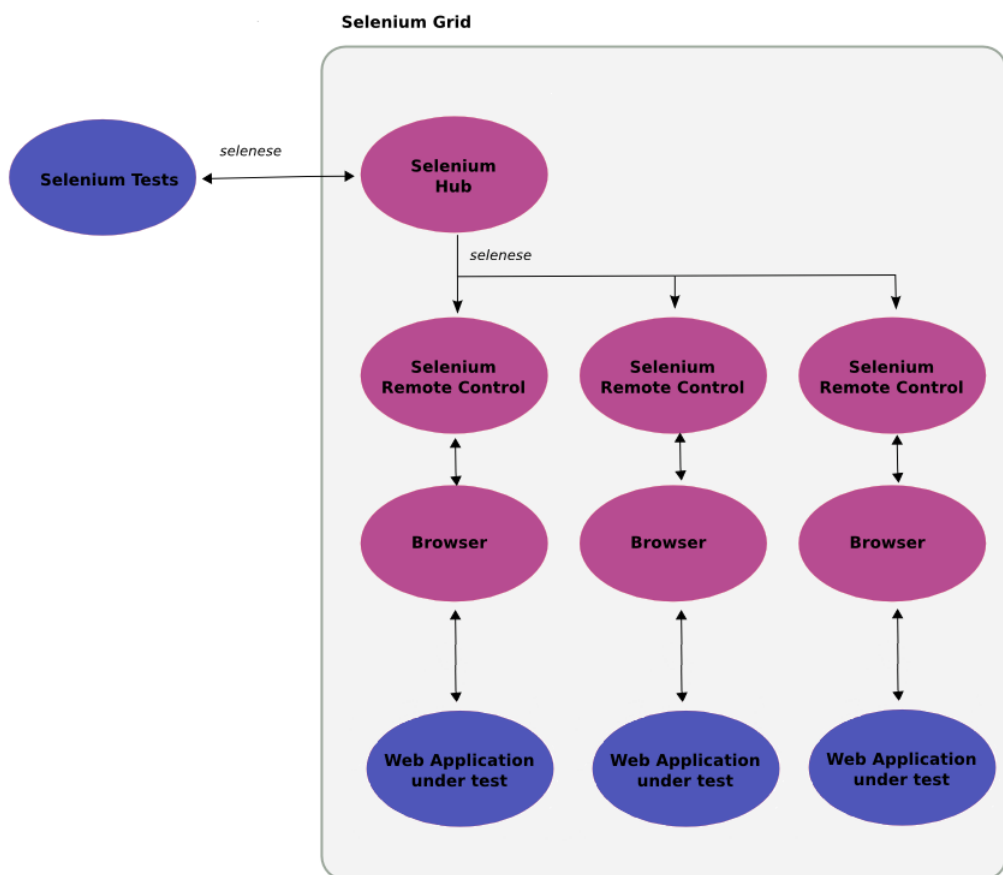 Selenium Grid
selenese
Selenium Tests
Selenium
Hub
selenese
Selenium
Remote Control
Selenium
Remote Control
Selenium
Remote Control
Browser
Browser
Browser
Web Application
under test
Web Application
under test
Web Application
under test